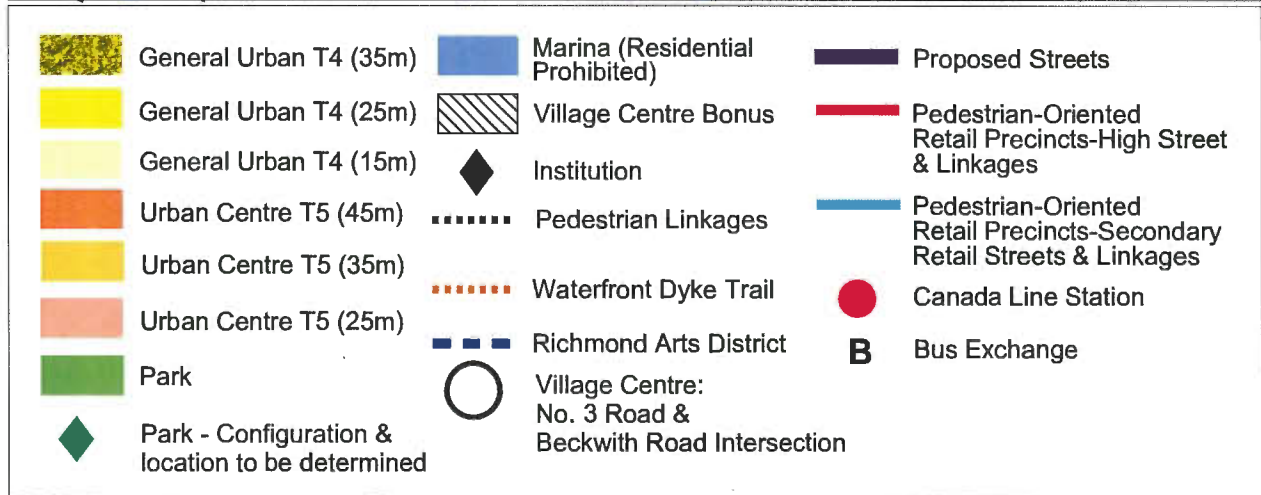 General Urban T4 (35m)
General Urban T4 (25m)
General Urban T4 (15m)
Urban Centre T5 (45m)
Urban Centre T5 (35m)
Urban Centre T5 (25m)
Park
Park - Configuration &
location to be determined
Marina (Residential
Prohibited)
Village Centre Bonus
Institution
Pedestrian Linkages
Waterfront Dyke Trail
Richmond Arts District
Village Centre:
No. 3 Road &
Beckwith Road Intersection
Proposed Streets
Pedestrian-Oriented
Retail Precincts-High Street
& Linkages
Pedestrian-Oriented
Retail Precincts-Secondary
Retail Streets & Linkages
Canada Line Station
B Bus Exchange